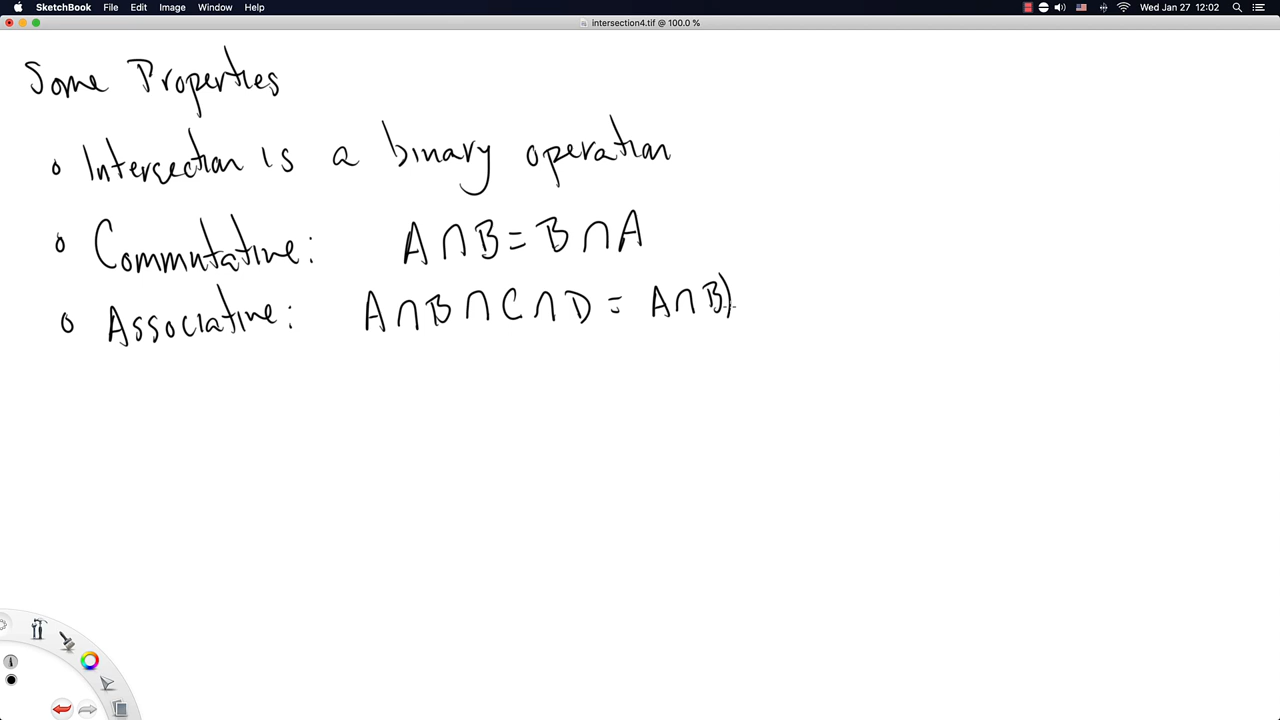 SketchBook File Edit Image Window Help Wed Jan 27 12:02
intersection4.tif @ 100.0 %
Some Properties
• Intersection is a binary operation
• Commutative: A ∩ B = B ∩ A
• Associative: A ∩ B ∩ C ∩ D = A ∩ B)